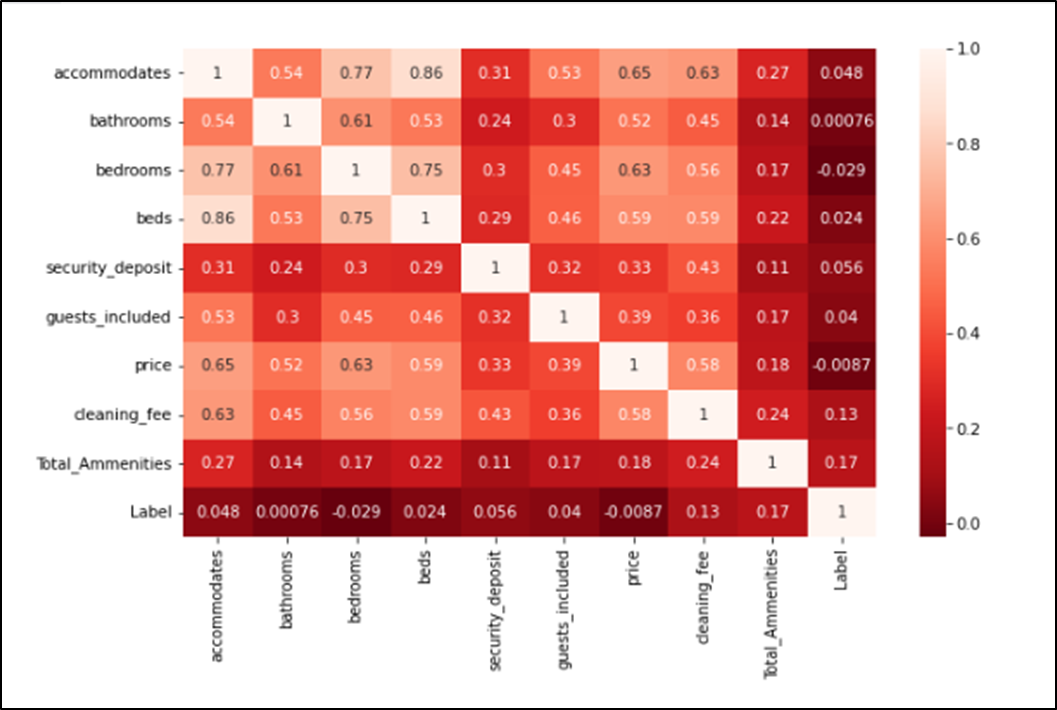 accommodates 1 0.54 0.77 0.86 0.31 0.53 0.65 0.63 0.27 0.048 1.0
bathrooms 0.54 1 0.61 0.53 0.24 0.3 0.52 0.45 0.14 0.00076
0.8
bedrooms 0.77 0.61 1 0.75 0.3 0.45 0.63 0.56 0.17 -0.029
beds 0.86 0.53 0.75 1 0.29 0.46 0.59 0.59 0.22 0.024
0.6
security_deposit 0.31 0.24 0.3 0.29 1 0.32 0.33 0.43 0.11 0.056
guests_included 0.53 0.3 0.45 0.46 0.32 1 0.39 0.36 0.17 0.04
0.4
price 0.65 0.52 0.63 0.59 0.33 0.39 1 0.58 0.18 -0.0087
cleaning_fee 0.63 0.45 0.56 0.59 0.43 0.36 0.58 1 0.24 0.13
0.2
Total_Ammenities 0.27 0.14 0.17 0.22 0.11 0.17 0.18 0.24 1 0.17
Label 0.048 0.00076 -0.029 0.024 0.056 0.04 -0.0087 0.13 0.17 1
0.0
accommodates
bathrooms
bedrooms
beds
security_deposit
guests_included
price
cleaning_fee
Total_Ammenities
Label